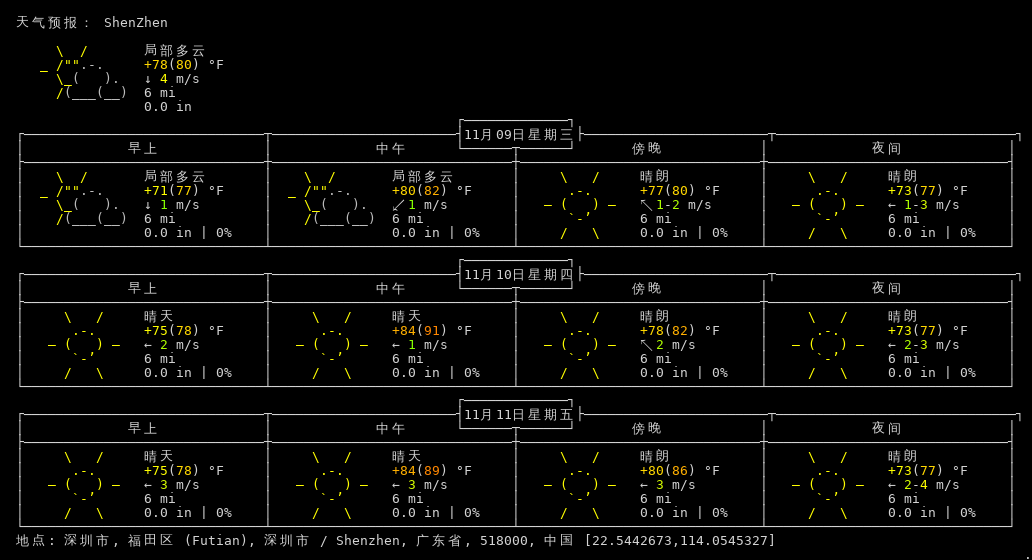 天气预报： ShenZhen
局部多云
+78(80) °F
↓ 4 m/s
6 mi
0.0 in
11月09日星期三
早上 中午 傍晚 夜间
局部多云 局部多云 晴朗 晴朗
+71(77) °F +80(82) °F +77(80) °F +73(77) °F
↓ 1 m/s ↙ 1 m/s ↖ 1-2 m/s ← 1-3 m/s
6 mi 6 mi 6 mi 6 mi
0.0 in | 0% 0.0 in | 0% 0.0 in | 0% 0.0 in | 0%
11月10日星期四
早上 中午 傍晚 夜间
晴天 晴天 晴朗 晴朗
+75(78) °F +84(91) °F +78(82) °F +73(77) °F
← 2 m/s ← 1 m/s ↖ 2 m/s ← 2-3 m/s
6 mi 6 mi 6 mi 6 mi
0.0 in | 0% 0.0 in | 0% 0.0 in | 0% 0.0 in | 0%
11月11日星期五
早上 中午 傍晚 夜间
晴天 晴天 晴朗 晴朗
+75(78) °F +84(89) °F +80(86) °F +73(77) °F
← 3 m/s ← 3 m/s ← 3 m/s ← 2-4 m/s
6 mi 6 mi 6 mi 6 mi
0.0 in | 0% 0.0 in | 0% 0.0 in | 0% 0.0 in | 0%
地点: 深圳市, 福田区 (Futian), 深圳市 / Shenzhen, 广东省, 518000, 中国 [22.5442673,114.0545327]